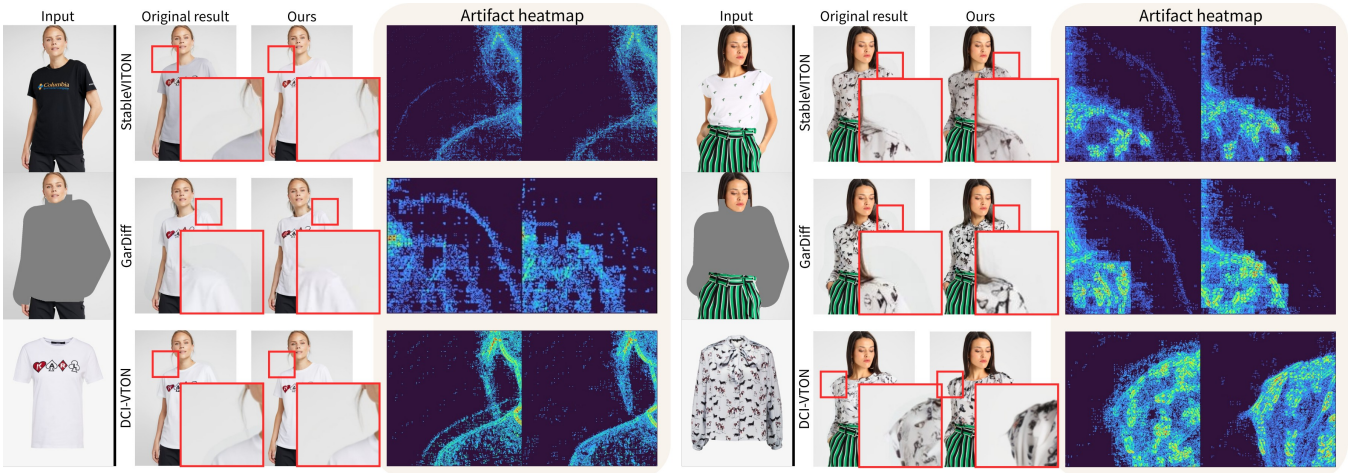 Input
Original result
Ours
Artifact heatmap
StableVITON
GarDiff
DCI-VTON
Columbia
KARL
Input
Original result
Ours
Artifact heatmap
StableVITON
GarDiff
DCI-VTON